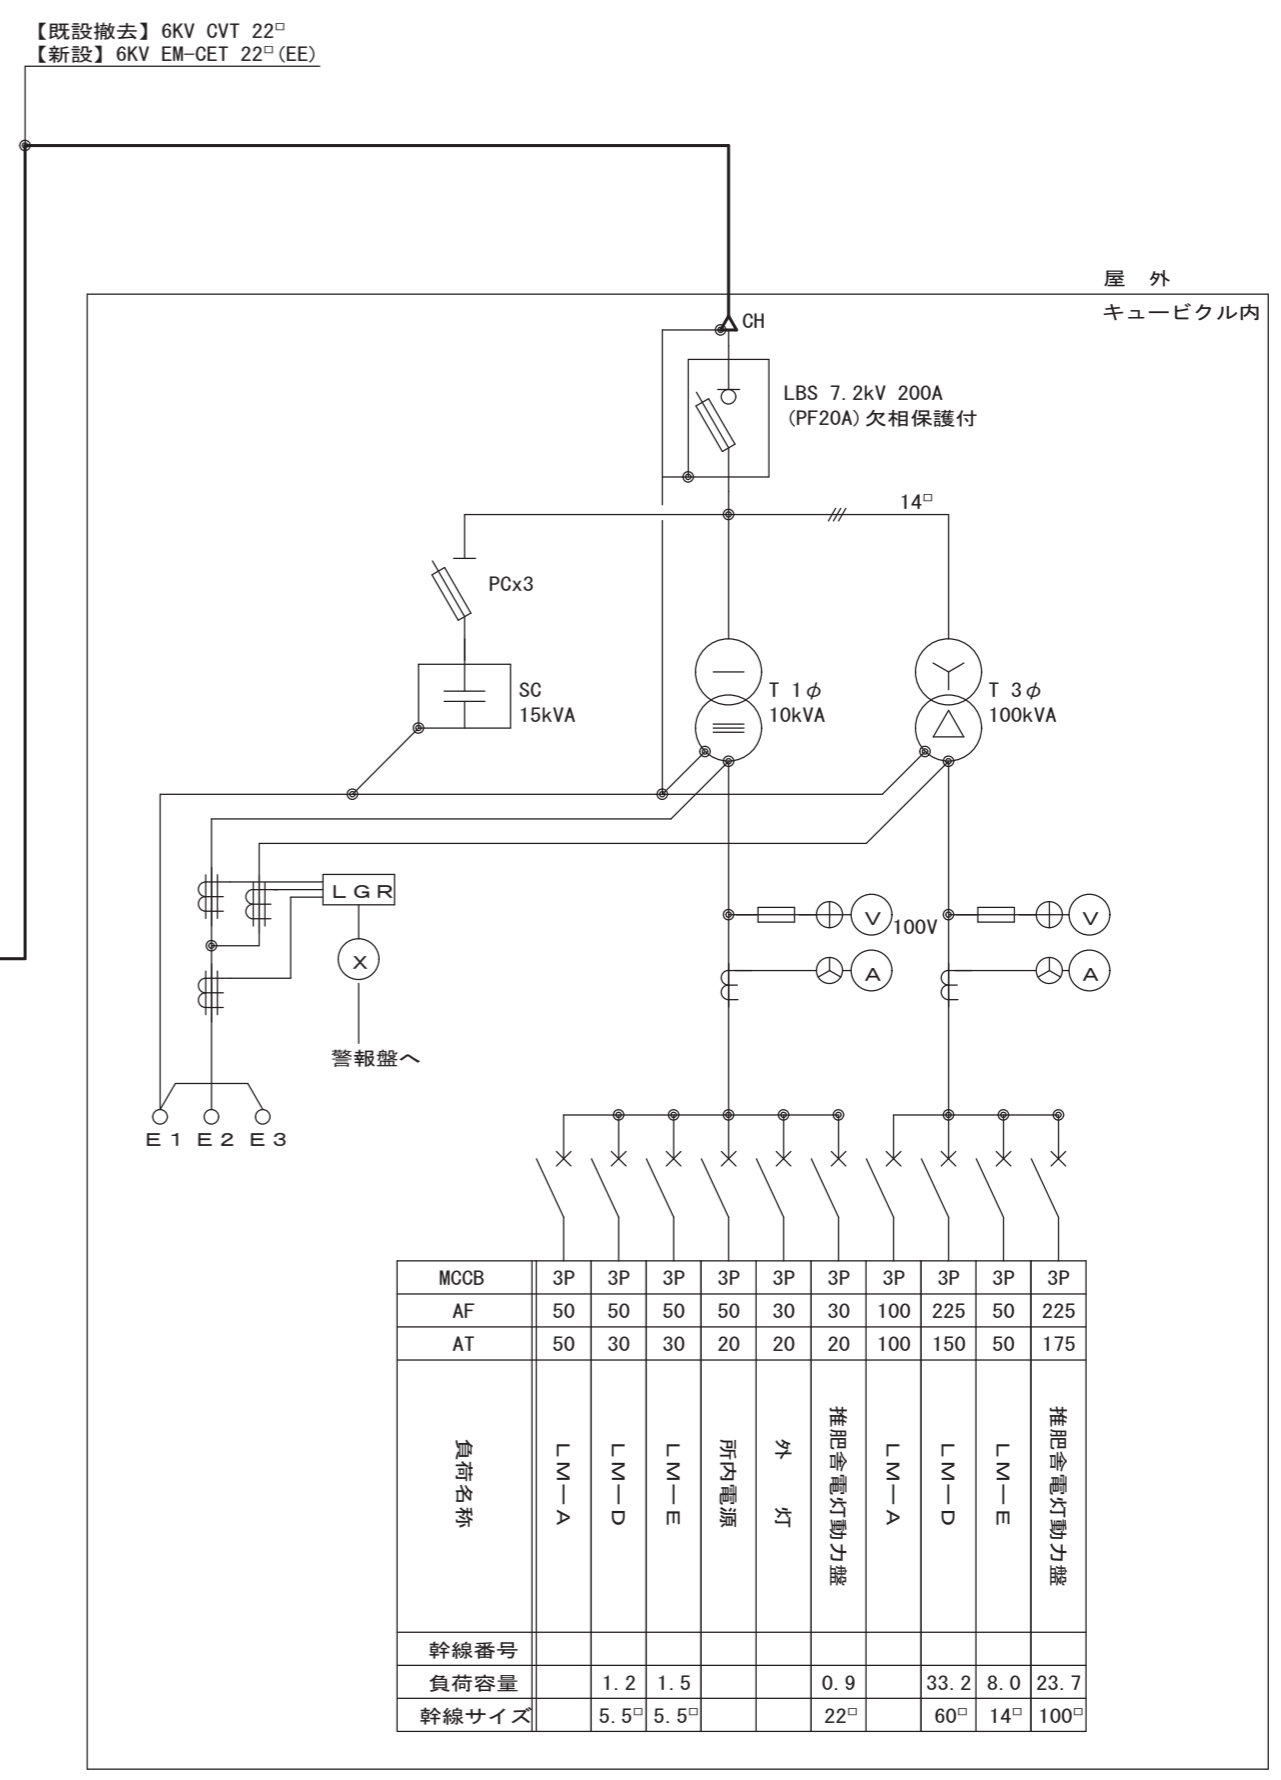 【既設撤去】6KV CVT 22□
【新設】6KV EM-CET 22□(EE)
屋 外
キュービクル内
CH
LBS 7.2kV 200A
(PF20A)欠相保護付
14□
PCx3
SC
15kVA
T 1φ
10kVA
T 3φ
100kVA
LGR
X
警報盤へ
V
100V
A
V
A
E1 E2 E3
MCCB 3P 3P 3P 3P 3P 3P 3P 3P 3P 3P
AF 50 50 50 50 30 30 100 225 50 225
AT 50 30 30 20 20 20 100 150 50 175
負荷名称
LM-A
LM-D
LM-E
所内電源
外 灯
推肥舎電灯動力盤
LM-A
LM-D
LM-E
推肥舎電灯動力盤
幹線番号
負荷容量 1.2 1.5 0.9 33.2 8.0 23.7
幹線サイズ 5.5□ 5.5□ 22□ 60□ 14□ 100□